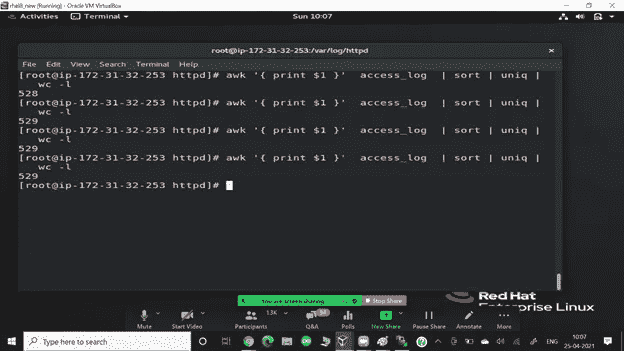 rhel8_new (Running) - Oracle VM VirtualBox
Activities Terminal Sun 10:07
root@ip-172-31-32-253:/var/log/httpd
File Edit View Search Terminal Help
[root@ip-172-31-32-253 httpd]# awk '{ print $1 }' access_log | sort | uniq |
wc -l
528
[root@ip-172-31-32-253 httpd]# awk '{ print $1 }' access_log | sort | uniq |
wc -l
529
[root@ip-172-31-32-253 httpd]# awk '{ print $1 }' access_log | sort | uniq |
wc -l
529
[root@ip-172-31-32-253 httpd]# awk '{ print $1 }' access_log | sort | uniq |
wc -l
529
[root@ip-172-31-32-253 httpd]#
Stop Share
Red Hat
Enterprise Linux
Mute Start Video Participants Q&A Polls New Share Pause Share Annotate More
Type here to search
ENG
10:07
25-04-2021